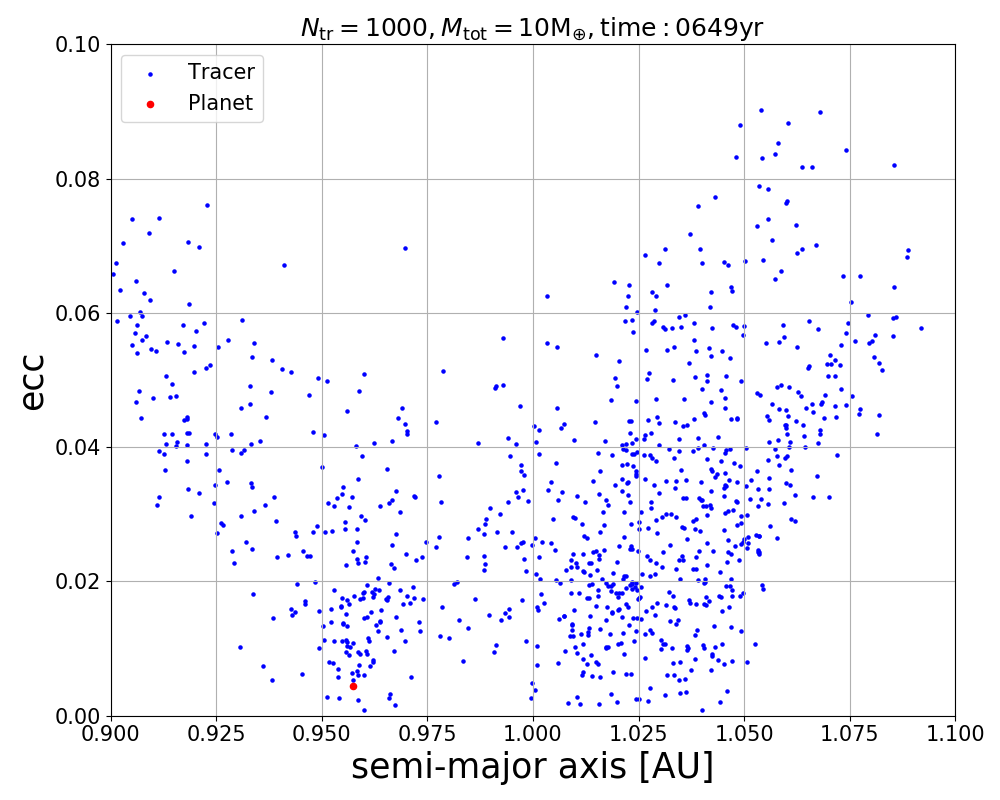 N_tr = 1000, M_tot = 10M_⊕, time : 0649yr
Tracer
Planet
ecc
0.10
0.08
0.06
0.04
0.02
0.00
0.900 0.925 0.950 0.975 1.000 1.025 1.050 1.075 1.100
semi-major axis [AU]